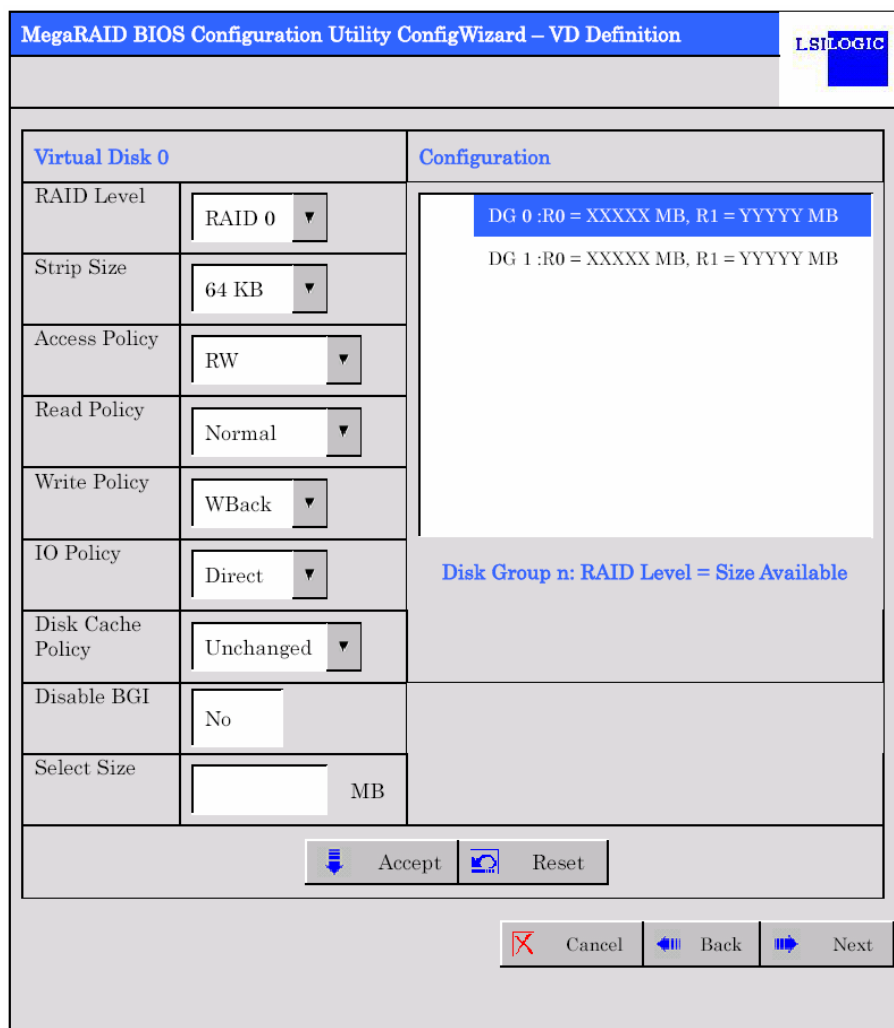 MegaRAID BIOS Configuration Utility ConfigWizard – VD Definition
LSILOGIC
Virtual Disk 0
Configuration
RAID Level
RAID 0
DG 0 :R0 = XXXXX MB, R1 = YYYYY MB
DG 1 :R0 = XXXXX MB, R1 = YYYYY MB
Strip Size
64 KB
Access Policy
RW
Read Policy
Normal
Write Policy
WBack
IO Policy
Direct
Disk Group n: RAID Level = Size Available
Disk Cache
Policy
Unchanged
Disable BGI
No
Select Size
MB
Accept
Reset
Cancel
Back
Next